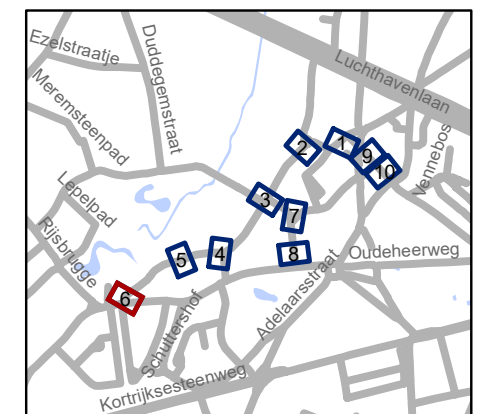 Ezelstraatje
Duddegemstraat
Luchthavenlaan
Meremsteenpad
Vennebos
1
2
9
10
Lepelpad
3
7
Rijsbrugge
4
5
8
Oudeheerweg
6
Adelaarsstraat
Schuttershof
Kortrijksesteenweg